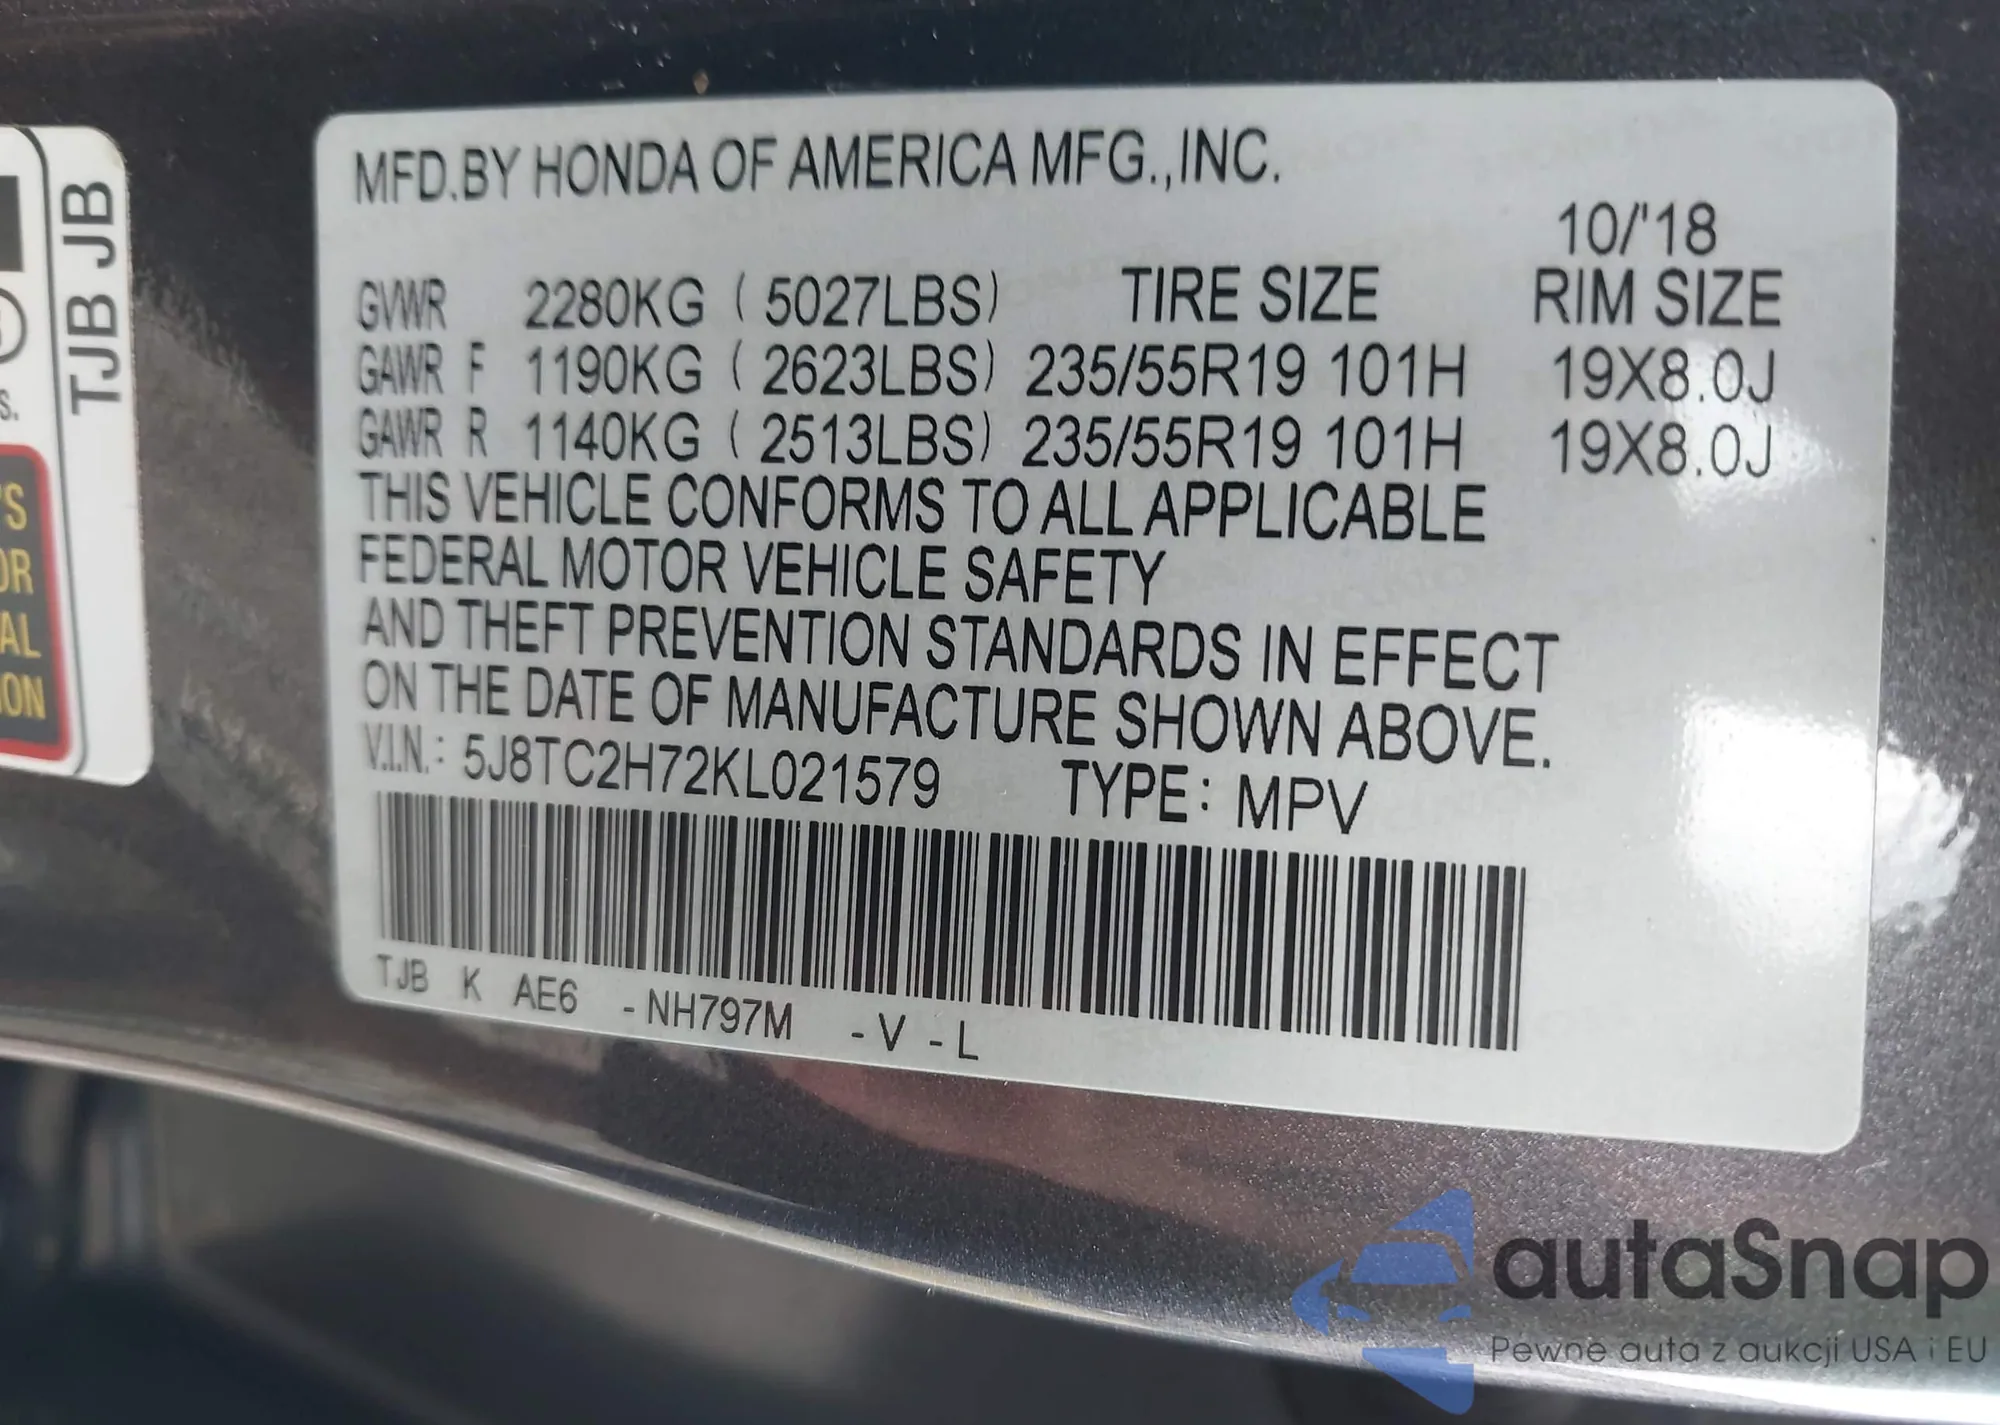 TJB JB
S.
'S
OR
AL
ION
MFD.BY HONDA OF AMERICA MFG.,INC.
10/'18
GVWR 2280KG ( 5027LBS) TIRE SIZE RIM SIZE
GAWR F 1190KG ( 2623LBS) 235/55R19 101H 19X8.0J
GAWR R 1140KG ( 2513LBS) 235/55R19 101H 19X8.0J
THIS VEHICLE CONFORMS TO ALL APPLICABLE
FEDERAL MOTOR VEHICLE SAFETY
AND THEFT PREVENTION STANDARDS IN EFFECT
ON THE DATE OF MANUFACTURE SHOWN ABOVE.
V.I.N.: 5J8TC2H72KL021579 TYPE: MPV
TJB K AE6 -NH797M -V -L
autaSnap
Pewne auta z aukcji USA i EU